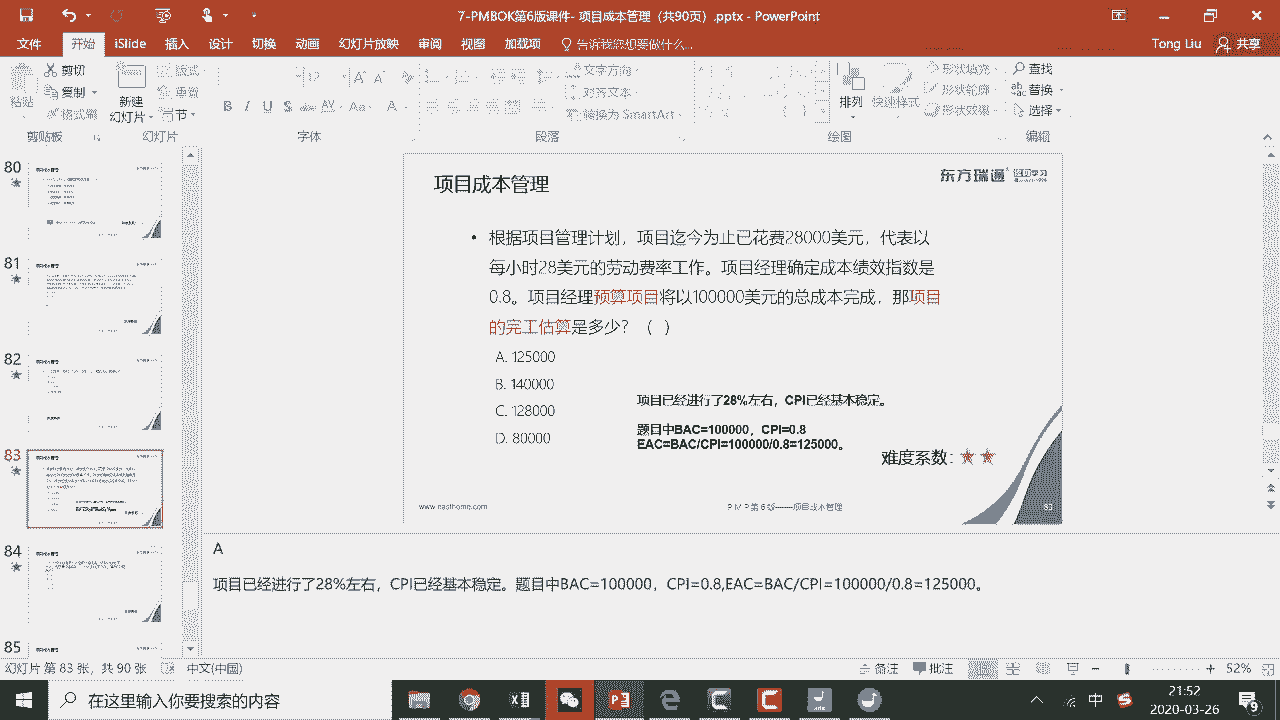 7-PMBOK第6版课件- 项目成本管理（共90页）.pptx - PowerPoint
文件 开始 iSlide 插入 设计 切换 动画 幻灯片放映 审阅 视图 加载项 告诉我您想要做什么... Tong Liu 共享
剪切 版式 文字方向 形状填充 查找
粘贴 复制 新建 重置 对齐文本 排列 快速样式 形状轮廓 替换
格式刷 幻灯片 节 转换为 SmartArt 形状效果 选择
剪贴板 幻灯片 字体 段落 绘图 编辑
80
81
82
83
84
85
项目成本管理
东方瑞通
• 根据项目管理计划，项目迄今为止已花费28000美元，代表以
每小时28美元的劳动费率工作。项目经理确定成本绩效指数是
0.8。项目经理预算项目将以100000美元的总成本完成，那项目
的完工估算是多少？（ ）
A. 125000
B. 140000
C. 128000
D. 80000
项目已经进行了28%左右，CPI已经基本稳定。
题目中BAC=100000，CPI=0.8
EAC=BAC/CPI=100000/0.8=125000。
难度系数：
A
项目已经进行了28%左右，CPI已经基本稳定。题目中BAC=100000，CPI=0.8,EAC=BAC/CPI=100000/0.8=125000。
幻灯片 第 83 张，共 90 张 中文(中国) 备注 批注 52%
在这里输入你要搜索的内容
中
21:52
2020-03-26
9